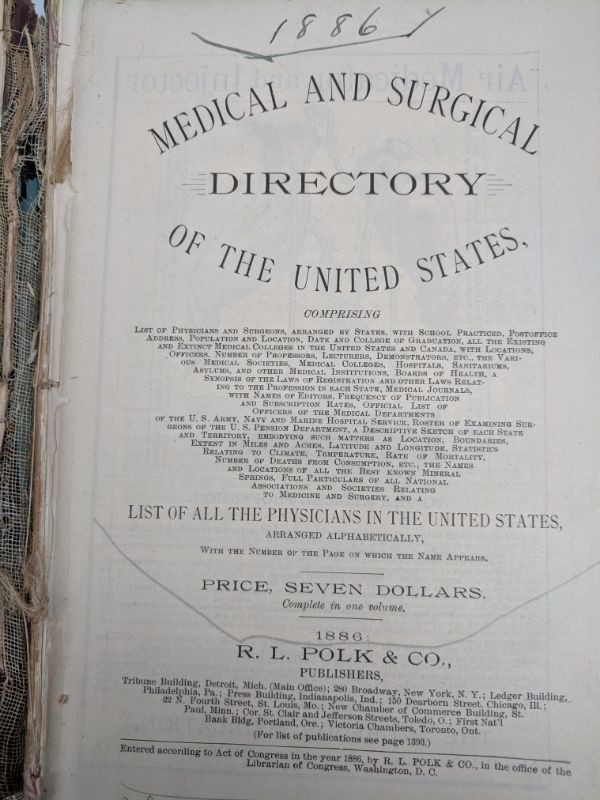 1886
MEDICAL AND SURGICAL
DIRECTORY
OF THE UNITED STATES,
COMPRISING
LIST OF PHYSICIANS AND SURGEONS, ARRANGED BY STATES, WITH SCHOOL PRACTICED, POSTOFFICE
ADDRESS, POPULATION AND LOCATION, DATE AND COLLEGE OF GRADUATION, ALL THE EXISTING
AND EXTINCT MEDICAL COLLEGES IN THE UNITED STATES AND CANADA, WITH LOCATIONS,
OFFICERS, NUMBER OF PROFESSORS, LECTURERS, DEMONSTRATORS, ETC., THE VARI-
OUS MEDICAL SOCIETIES, MEDICAL COLLEGES, HOSPITALS, SANITARIUMS,
ASYLUMS, AND OTHER MEDICAL INSTITUTIONS, BOARDS OF HEALTH, A
SYNOPSIS OF THE LAWS OF REGISTRATION AND OTHER LAWS RELAT-
ING TO THE PROFESSION IN EACH STATE, MEDICAL JOURNALS,
WITH NAMES OF EDITORS, FREQUENCY OF PUBLICATION
AND SUBSCRIPTION RATES, OFFICIAL LIST OF
OFFICERS OF THE MEDICAL DEPARTMENTS
OF THE U. S. ARMY, NAVY AND MARINE HOSPITAL SERVICE, ROSTER OF EXAMINING SUR-
GEONS OF THE U. S. PENSION DEPARTMENT, A DESCRIPTIVE SKETCH OF EACH STATE
AND TERRITORY, EMBODYING SUCH MATTERS AS LOCATION, BOUNDARIES,
EXTENT IN MILES AND ACRES, LATITUDE AND LONGITUDE, STATISTICS
RELATING TO CLIMATE, TEMPERATURE, RATE OF MORTALITY,
NUMBER OF DEATHS FROM CONSUMPTION, ETC., THE NAMES
AND LOCATIONS OF ALL THE BEST KNOWN MINERAL
SPRINGS, FULL PARTICULARS OF ALL NATIONAL
ASSOCIATIONS AND SOCIETIES RELATING
TO MEDICINE AND SURGERY, AND A
LIST OF ALL THE PHYSICIANS IN THE UNITED STATES,
ARRANGED ALPHABETICALLY,
WITH THE NUMBER OF THE PAGE ON WHICH THE NAME APPEARS.
PRICE, SEVEN DOLLARS.
Complete in one volume.
1886:
R. L. POLK & CO.,
PUBLISHERS,
Tribune Building, Detroit, Mich. (Main Office); 280 Broadway, New York, N. Y.; Ledger Building,
Philadelphia, Pa.; Press Building, Indianapolis, Ind.; 150 Dearborn Street, Chicago, Ill.;
22 N. Fourth Street, St. Louis, Mo.; New Chamber of Commerce Building, St.
Paul, Minn.; Cor. St. Clair and Jefferson Streets, Toledo, O.; First Nat'l
Bank Bldg, Portland, Ore.; Victoria Chambers, Toronto, Ont.
(For list of publications see page 1393.)
Entered according to Act of Congress in the year 1886, by R. L. POLK & CO., in the office of the
Librarian of Congress, Washington, D. C.